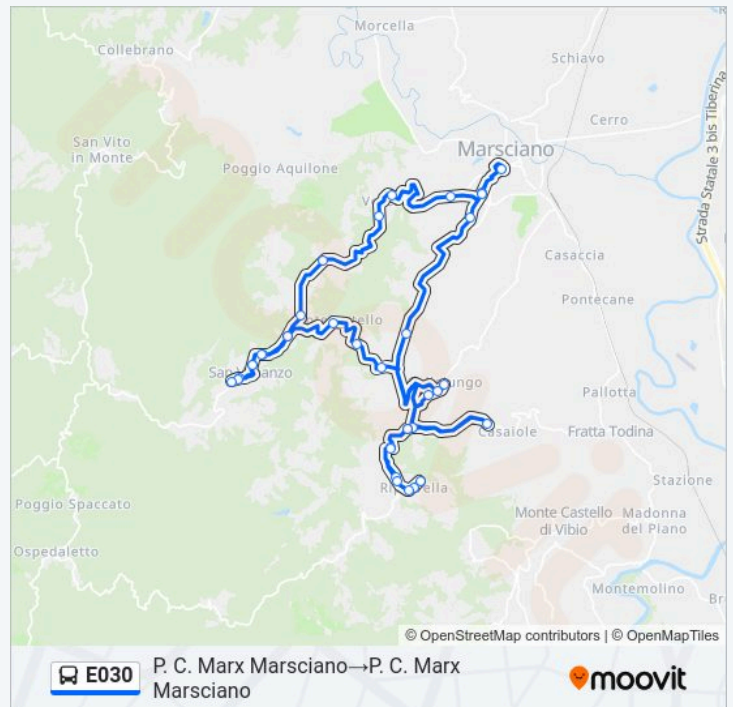 Morcella
Collebrano
Schiavo
Cerro
San Vito
in Monte
Marsciano
Poggio Aquilone
Strada Statale 3 bis Tiberina
Casaccia
Pontecane
Pallotta
Casaiole
Fratta Todina
Stazione
Poggio Spaccato
Monte Castello
di Vibio
Madonna
del Piano
Ospedaletto
Montemolino
© OpenStreetMap contributors | © OpenMapTiles
E030
P. C. Marx Marsciano→P. C. Marx
Marsciano
moovit